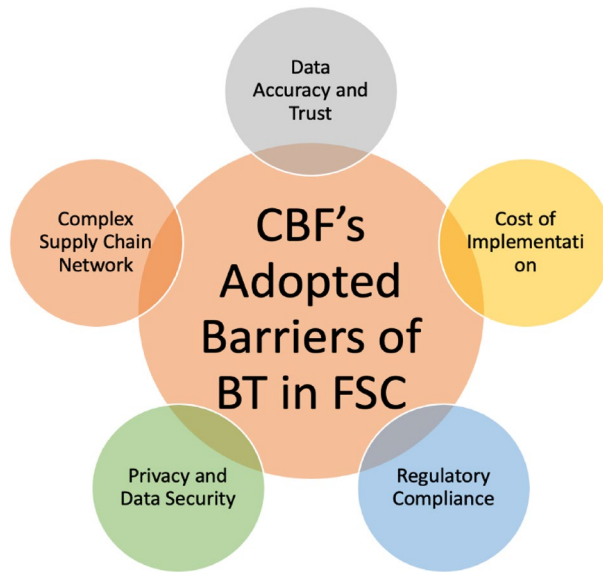 Data
Accuracy and
Trust
Complex
Supply Chain
Network
CBF's
Adopted
Barriers of
BT in FSC
Cost of
Implementati
on
Privacy and
Data Security
Regulatory
Compliance